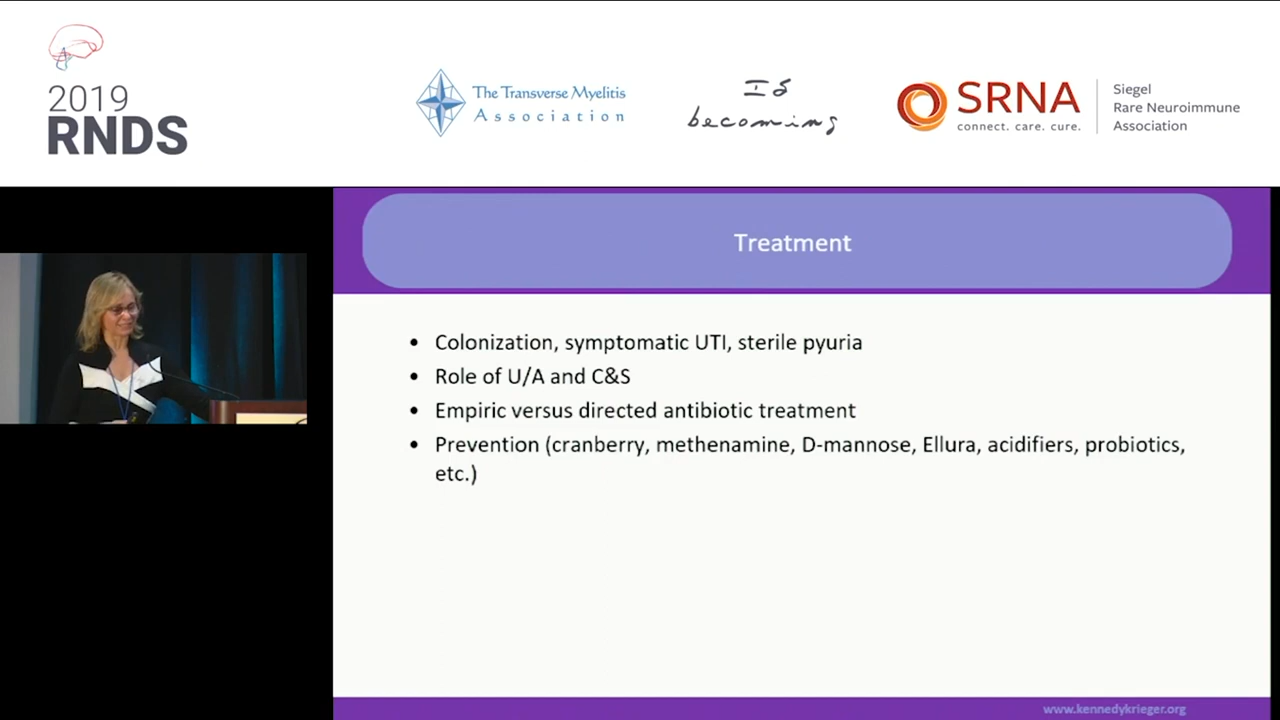 2019
RNDS
The Transverse Myelitis
Association
Is
becoming
SRNA
connect. care. cure.
Siegel
Rare Neuroimmune
Association
Treatment
• Colonization, symptomatic UTI, sterile pyuria
• Role of U/A and C&S
• Empiric versus directed antibiotic treatment
• Prevention (cranberry, methenamine, D-mannose, Ellura, acidifiers, probiotics,
etc.)
www.kennedykrieger.org